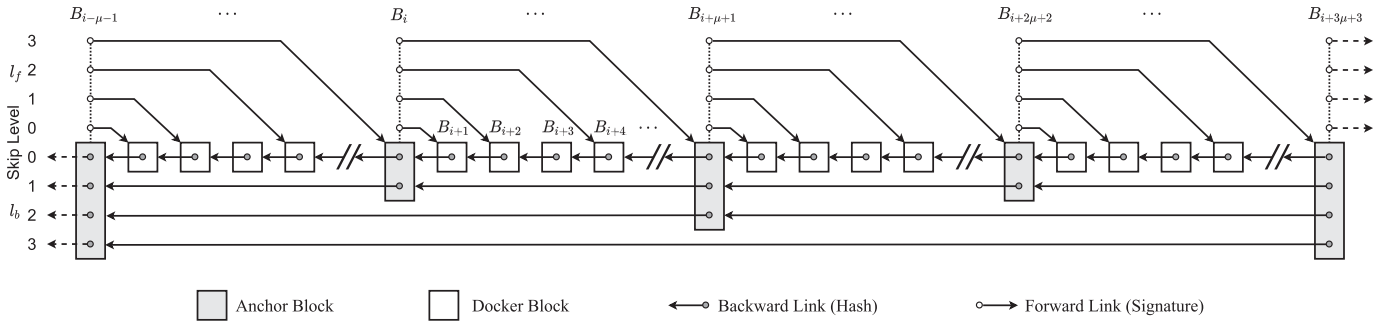 B_{i−μ−1} ··· B_i ··· B_{i+μ+1} ··· B_{i+2μ+2} ··· B_{i+3μ+3}
3
l_f 2
1
0 B_{i+1} B_{i+2} B_{i+3} B_{i+4} ···
Skip Level
0
1
l_b 2
3
Anchor Block Docker Block Backward Link (Hash) Forward Link (Signature)